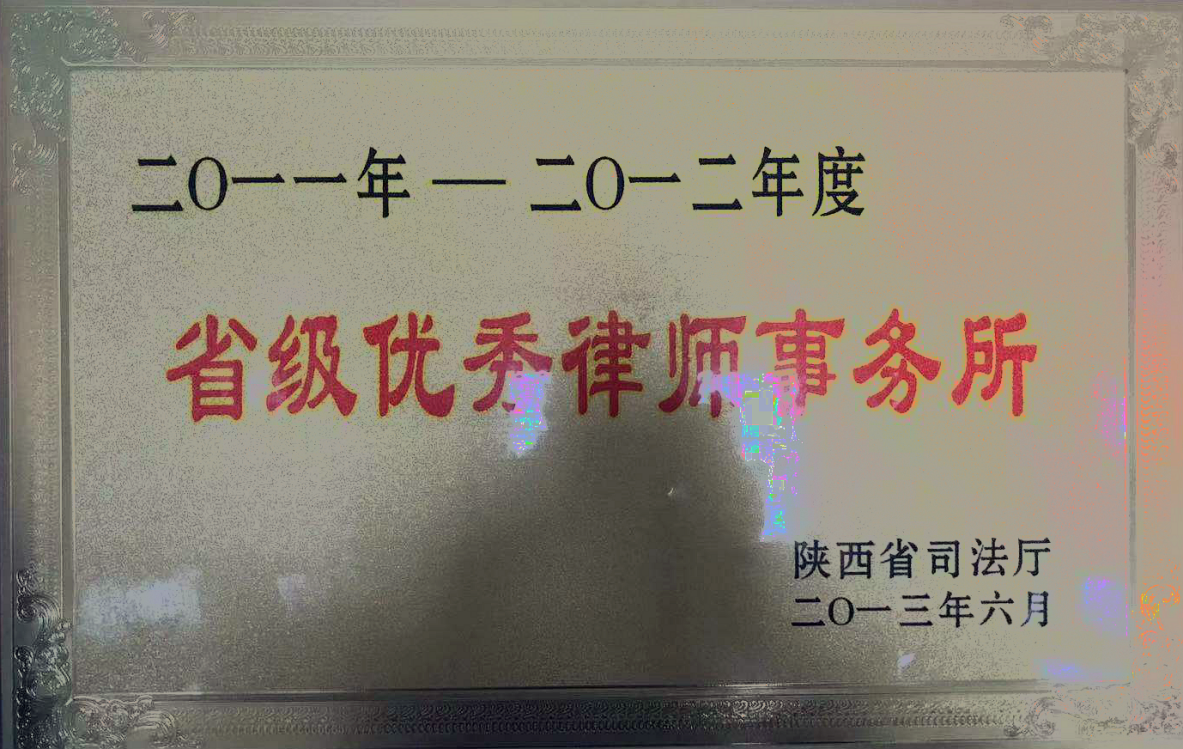 二〇一一年 — 二〇一二年度
省级优秀律师事务所
陕西省司法厅
二〇一三年六月